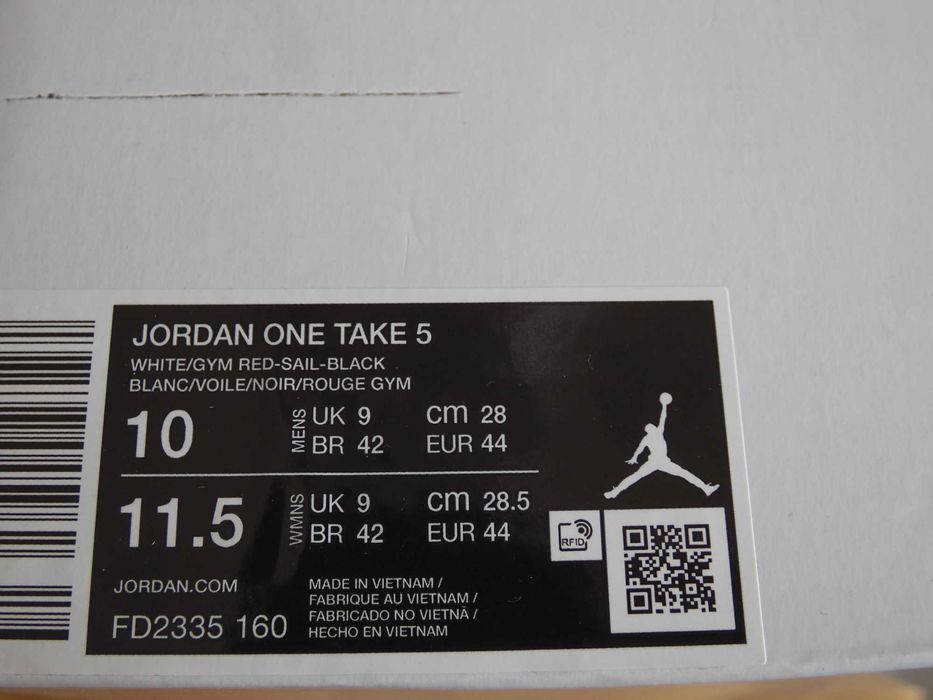 JORDAN ONE TAKE 5
WHITE/GYM RED-SAIL-BLACK
BLANC/VOILE/NOIR/ROUGE GYM
10 MENS UK 9 cm 28
BR 42 EUR 44
11.5 WMNS UK 9 cm 28.5
BR 42 EUR 44
RFID
JORDAN.COM
FD2335 160
MADE IN VIETNAM /
FABRIQUE AU VIETNAM /
FABRICADO NO VIETNÃ /
HECHO EN VIETNAM